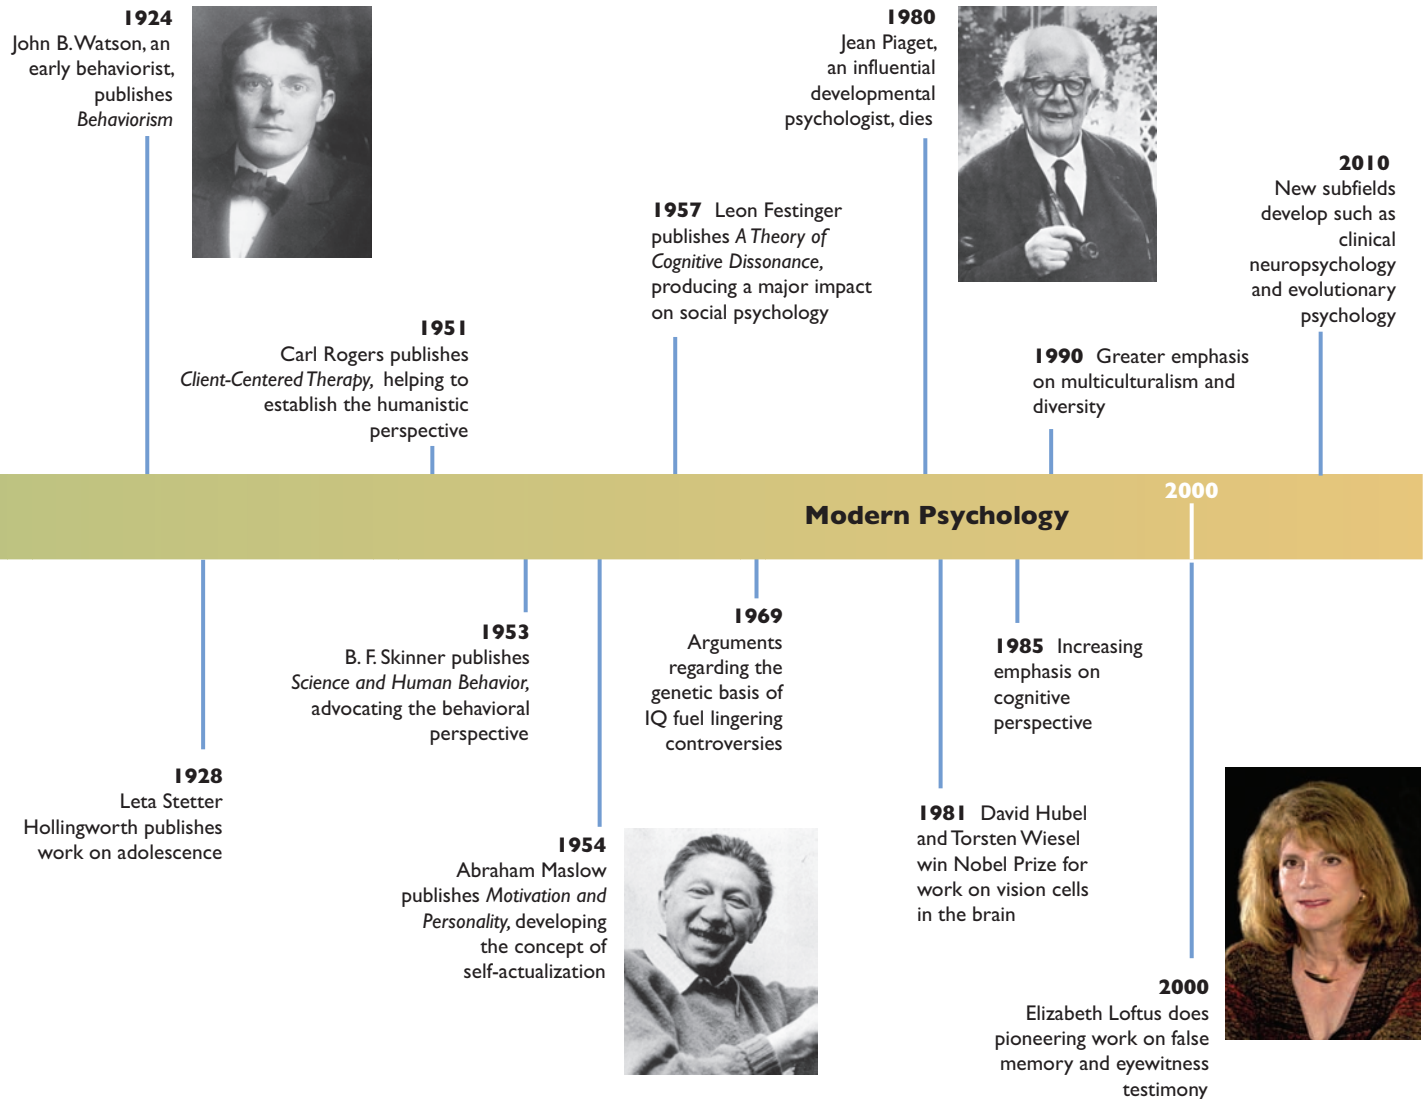 1924
John B. Watson, an
early behaviorist,
publishes
Behaviorism
1951
Carl Rogers publishes
Client-Centered Therapy, helping to
establish the humanistic
perspective
1957 Leon Festinger
publishes A Theory of
Cognitive Dissonance,
producing a major impact
on social psychology
1980
Jean Piaget,
an influential
developmental
psychologist, dies
1990 Greater emphasis
on multiculturalism and
diversity
2010
New subfields
develop such as
clinical
neuropsychology
and evolutionary
psychology
Modern Psychology
2000
1928
Leta Stetter
Hollingworth publishes
work on adolescence
1953
B. F. Skinner publishes
Science and Human Behavior,
advocating the behavioral
perspective
1954
Abraham Maslow
publishes Motivation and
Personality, developing
the concept of
self-actualization
1969
Arguments
regarding the
genetic basis of
IQ fuel lingering
controversies
1981 David Hubel
and Torsten Wiesel
win Nobel Prize for
work on vision cells
in the brain
1985 Increasing
emphasis on
cognitive
perspective
2000
Elizabeth Loftus does
pioneering work on false
memory and eyewitness
testimony